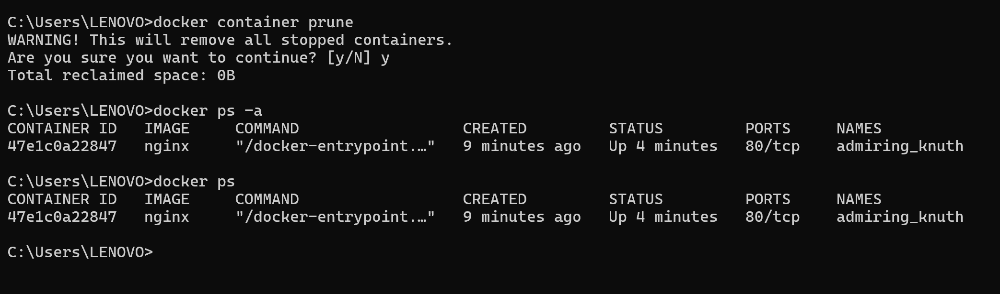 C:\Users\LENOVO>docker container prune
WARNING! This will remove all stopped containers.
Are you sure you want to continue? [y/N] y
Total reclaimed space: 0B
C:\Users\LENOVO>docker ps -a
CONTAINER ID   IMAGE     COMMAND                  CREATED         STATUS         PORTS     NAMES
47e1c0a22847   nginx     "/docker-entrypoint.…"   9 minutes ago   Up 4 minutes   80/tcp    admiring_knuth
C:\Users\LENOVO>docker ps
CONTAINER ID   IMAGE     COMMAND                  CREATED         STATUS         PORTS     NAMES
47e1c0a22847   nginx     "/docker-entrypoint.…"   9 minutes ago   Up 4 minutes   80/tcp    admiring_knuth
C:\Users\LENOVO>